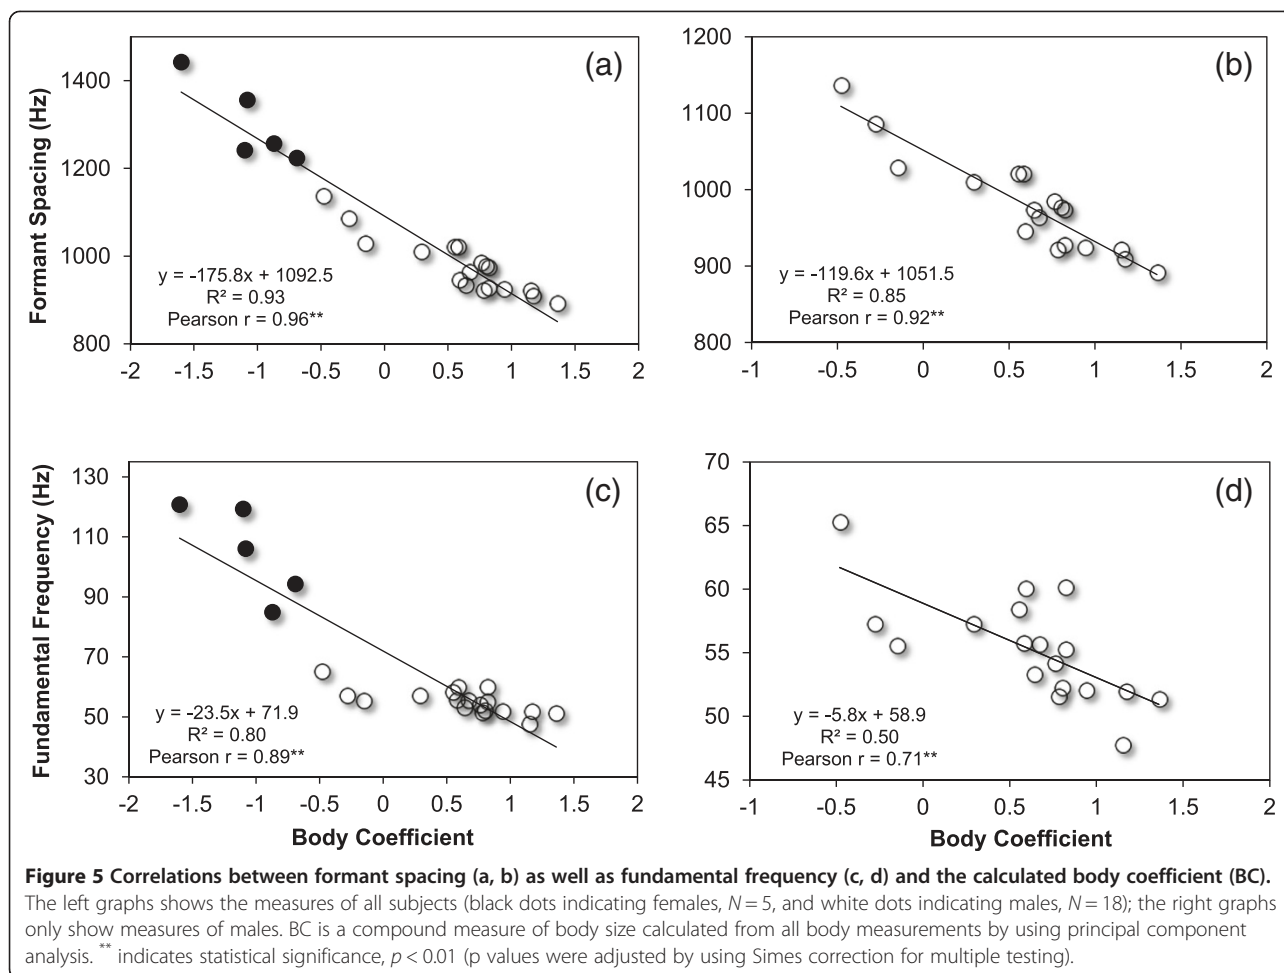 (a)
Formant Spacing (Hz)
1400
1200
1000
800
y = -175.8x + 1092.5
R² = 0.93
Pearson r = 0.96**
-2 -1.5 -1 -0.5 0 0.5 1 1.5 2
(b)
1200
1100
1000
900
800
y = -119.6x + 1051.5
R² = 0.85
Pearson r = 0.92**
-1 -0.5 0 0.5 1 1.5 2
(c)
Fundamental Frequency (Hz)
130
110
90
70
50
30
y = -23.5x + 71.9
R² = 0.80
Pearson r = 0.89**
-2 -1.5 -1 -0.5 0 0.5 1 1.5 2
Body Coefficient
(d)
70
65
60
55
50
45
y = -5.8x + 58.9
R² = 0.50
Pearson r = 0.71**
-1 -0.5 0 0.5 1 1.5 2
Body Coefficient
Figure 5 Correlations between formant spacing (a, b) as well as fundamental frequency (c, d) and the calculated body coefficient (BC).
The left graphs shows the measures of all subjects (black dots indicating females, N = 5, and white dots indicating males, N = 18); the right graphs
only show measures of males. BC is a compound measure of body size calculated from all body measurements by using principal component
analysis. ** indicates statistical significance, p < 0.01 (p values were adjusted by using Simes correction for multiple testing).